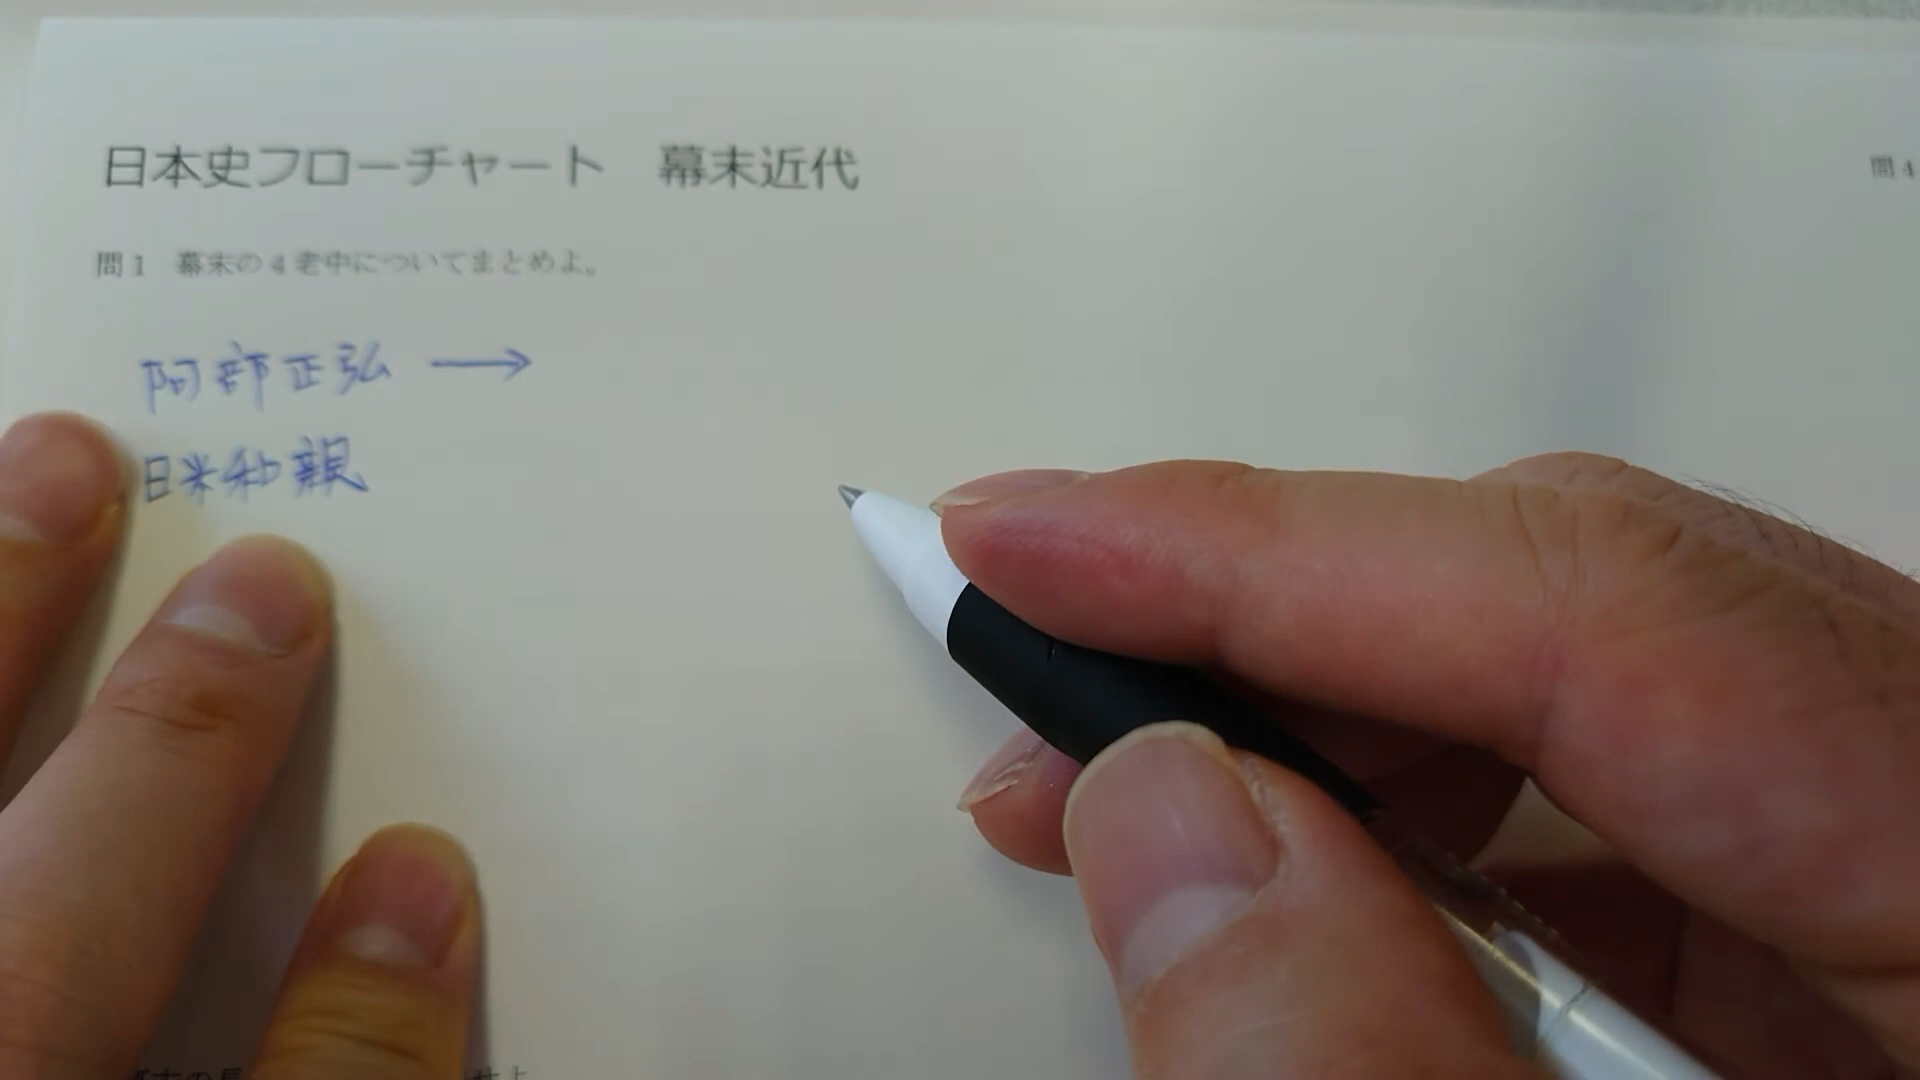 日本史フローチャート　幕末近代
問1　幕末の4老中についてまとめよ。
阿部正弘 →
日米和親
問4